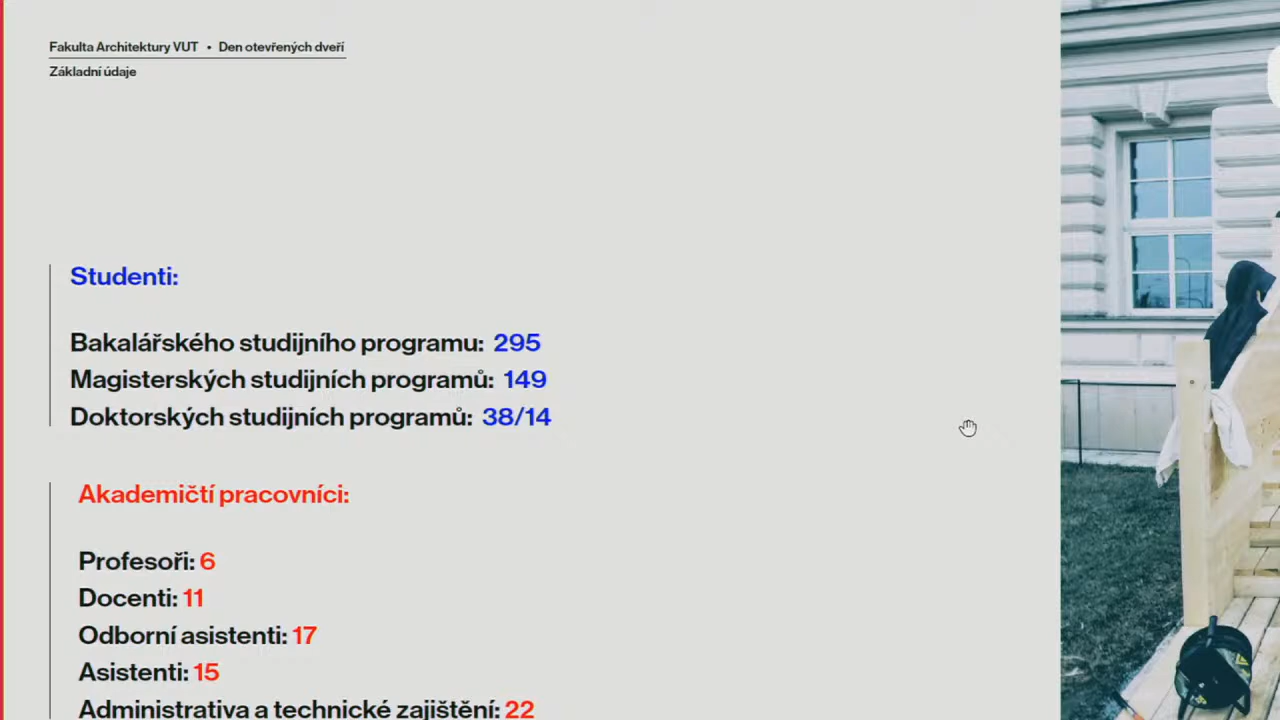 Fakulta Architektury VUT • Den otevřených dveří
Základní údaje
Studenti:
Bakalářského studijního programu: 295
Magisterských studijních programů: 149
Doktorských studijních programů: 38/14
Akademičtí pracovníci:
Profesoři: 6
Docenti: 11
Odborní asistenti: 17
Asistenti: 15
Administrativa a technické zajištění: 22